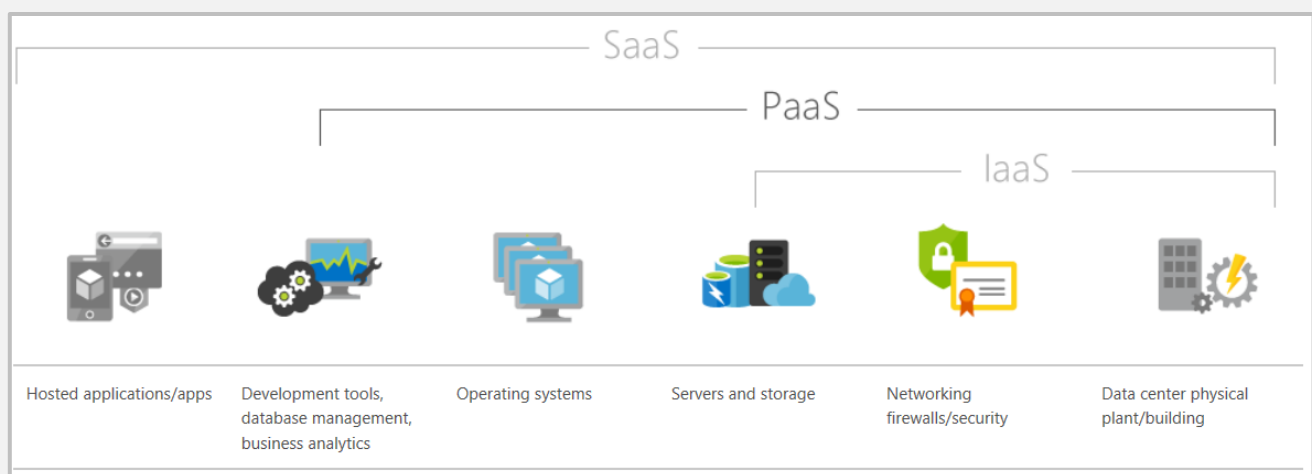 SaaS
PaaS
IaaS
Hosted applications/apps
Development tools,
database management,
business analytics
Operating systems
Servers and storage
Networking
firewalls/security
Data center physical
plant/building